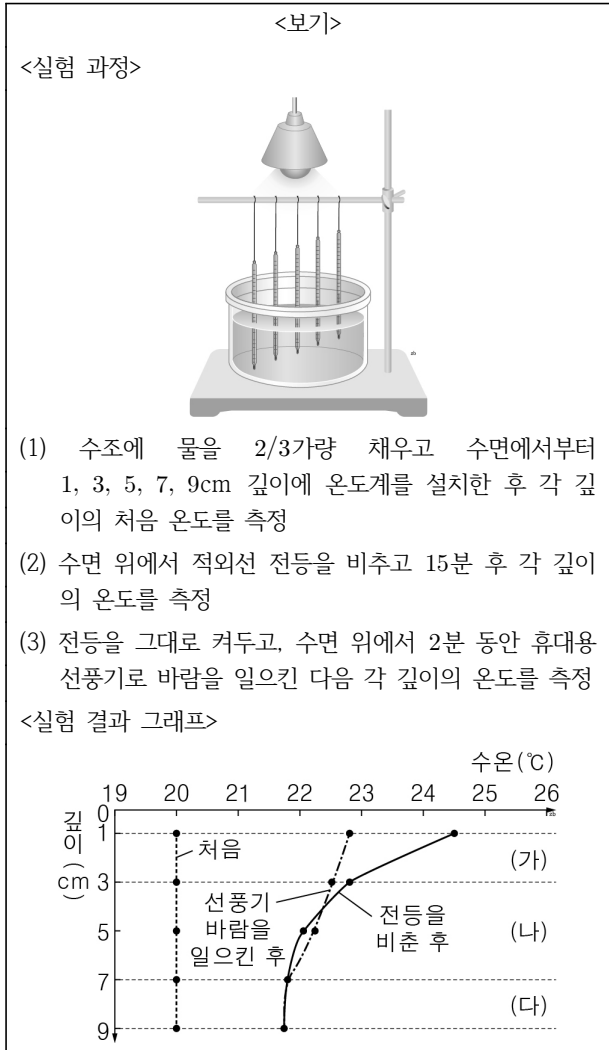 <보기>
<실험 과정>
(1) 수조에 물을 2/3가량 채우고 수면에서부터
1, 3, 5, 7, 9cm 깊이에 온도계를 설치한 후 각 깊
이의 처음 온도를 측정
(2) 수면 위에서 적외선 전등을 비추고 15분 후 각 깊이
의 온도를 측정
(3) 전등을 그대로 켜두고, 수면 위에서 2분 동안 휴대용
선풍기로 바람을 일으킨 다음 각 깊이의 온도를 측정
<실험 결과 그래프>
수온(℃)
19 20 21 22 23 24 25 26
깊이(cm)
0
1
3
5
7
9
처음
선풍기
바람을
일으킨 후
전등을
비춘 후
(가)
(나)
(다)